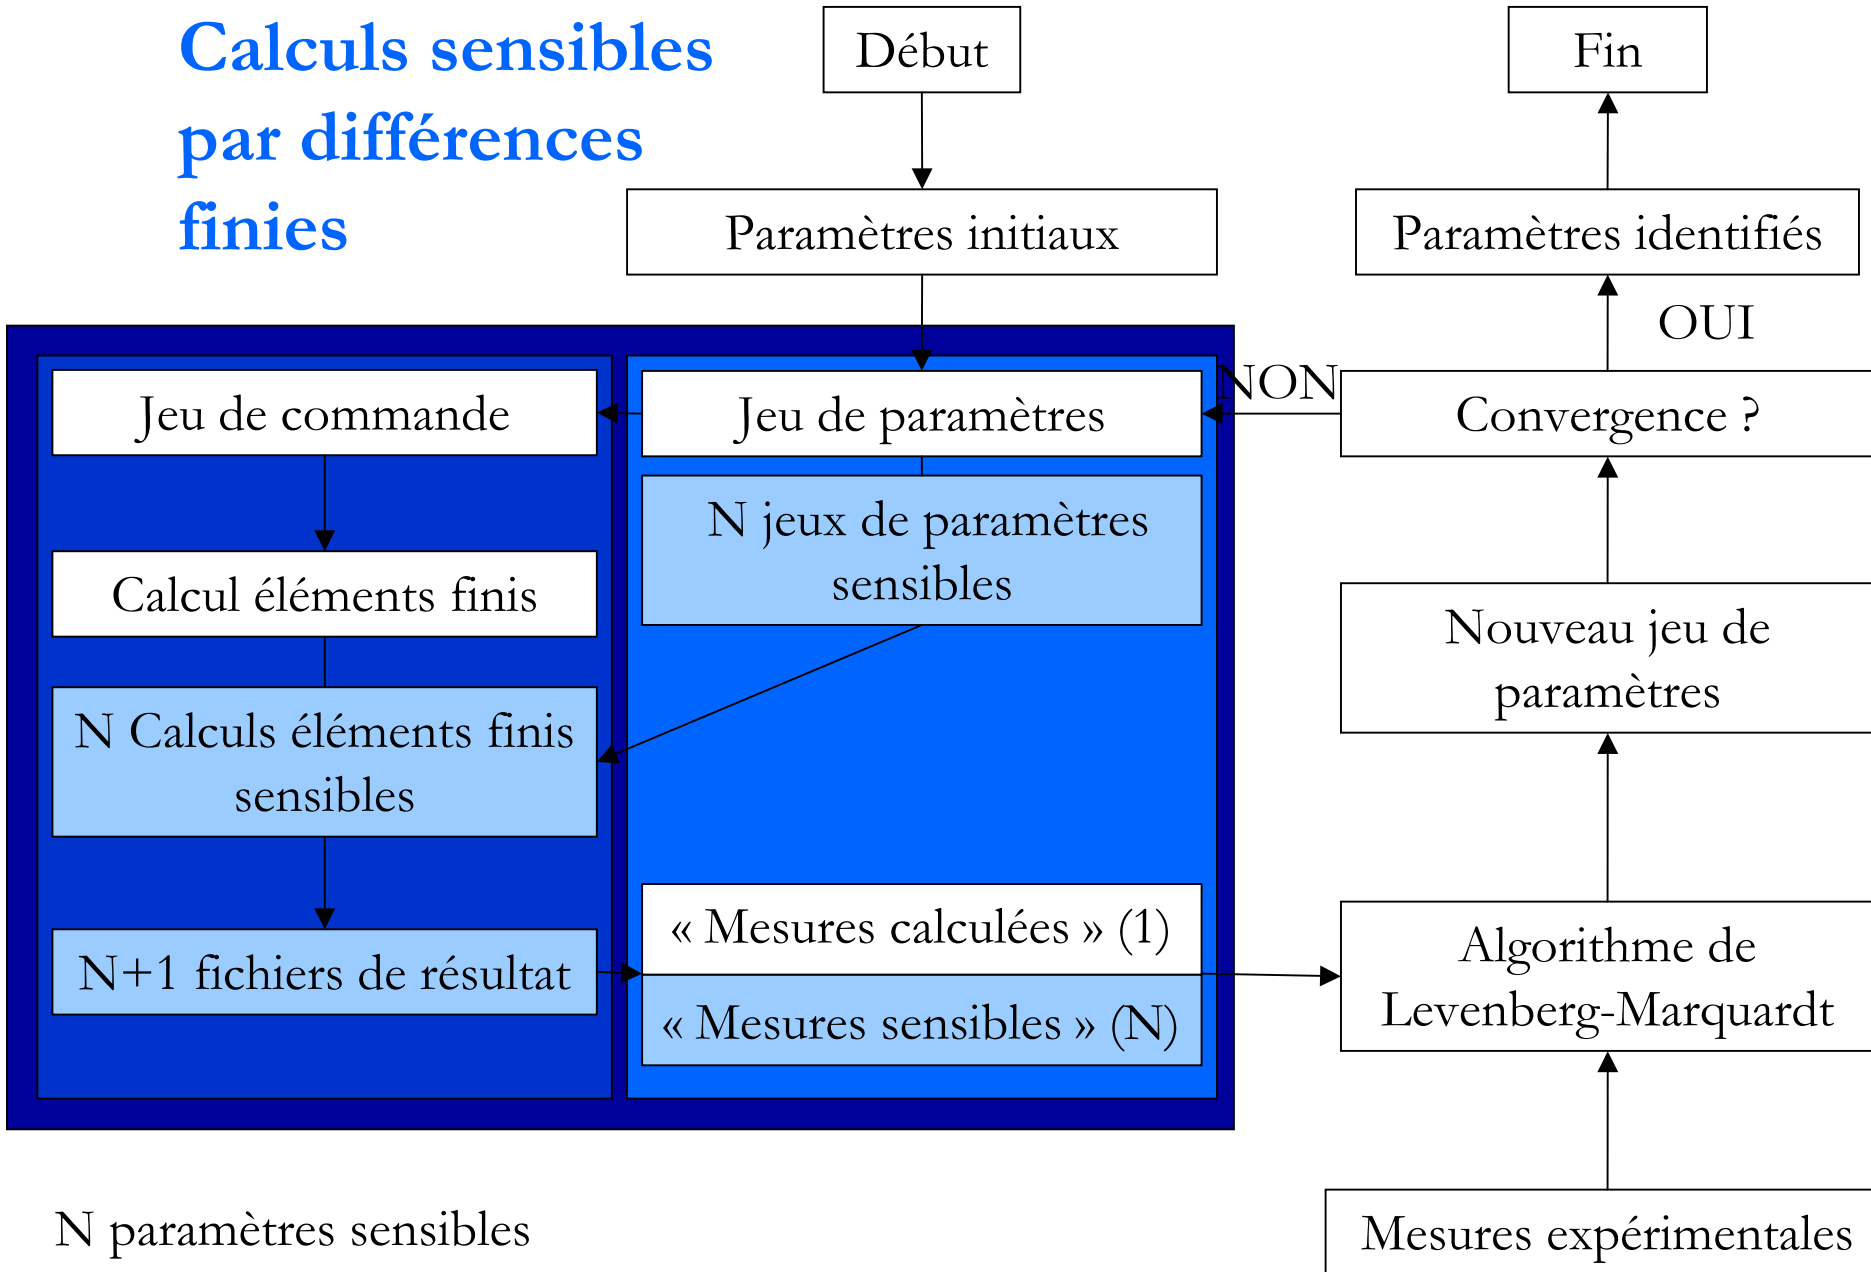 Calculs sensibles
par différences
finies
Début
Fin
Paramètres initiaux
Paramètres identifiés
OUI
NON
Jeu de commande
Jeu de paramètres
Convergence ?
N jeux de paramètres
sensibles
Calcul éléments finis
Nouveau jeu de
paramètres
N Calculs éléments finis
sensibles
« Mesures calculées » (1)
N+1 fichiers de résultat
« Mesures sensibles » (N)
Algorithme de
Levenberg-Marquardt
N paramètres sensibles
Mesures expérimentales